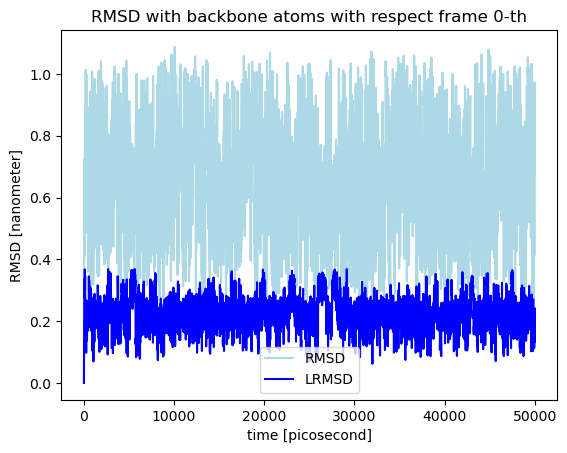 RMSD with backbone atoms with respect frame 0-th
1.0
0.8
0.6
0.4
0.2
0.0
RMSD [nanometer]
RMSD
LRMSD
0 10000 20000 30000 40000 50000
time [picosecond]